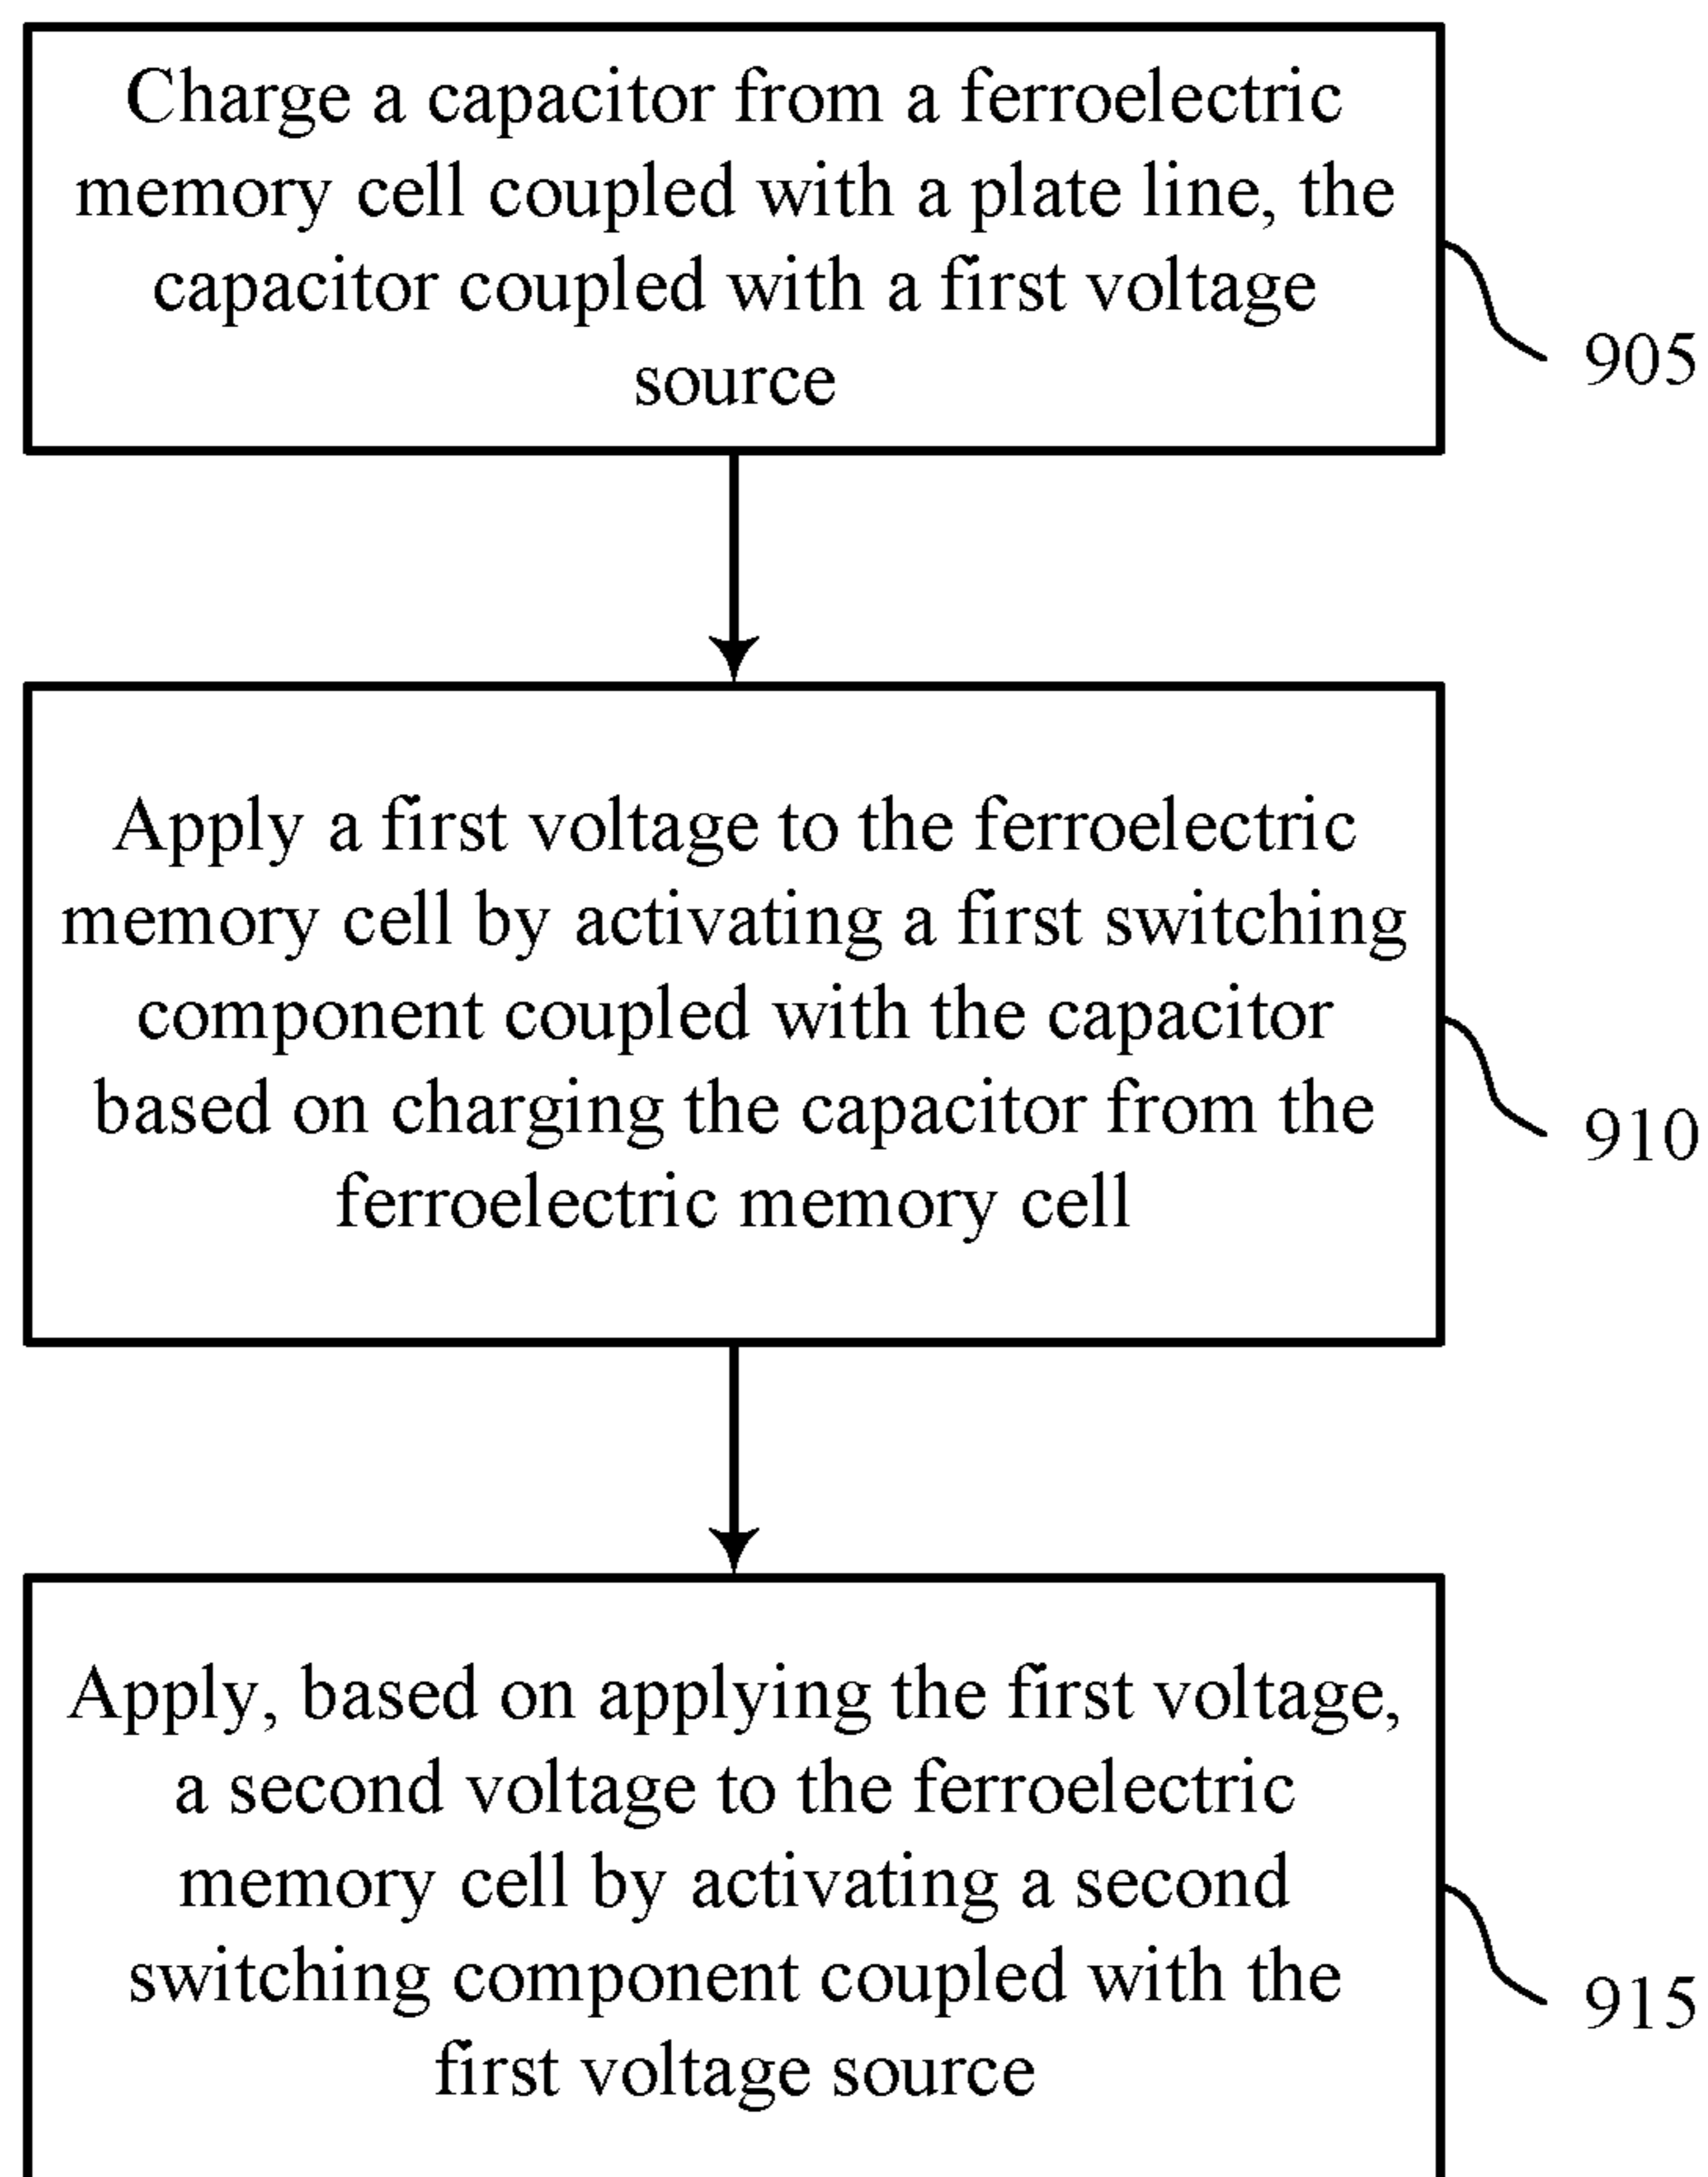 Charge a capacitor from a ferroelectric
memory cell coupled with a plate line, the
capacitor coupled with a first voltage
source
905
Apply a first voltage to the ferroelectric
memory cell by activating a first switching
component coupled with the capacitor
based on charging the capacitor from the
ferroelectric memory cell
910
Apply, based on applying the first voltage,
a second voltage to the ferroelectric
memory cell by activating a second
switching component coupled with the
first voltage source
915